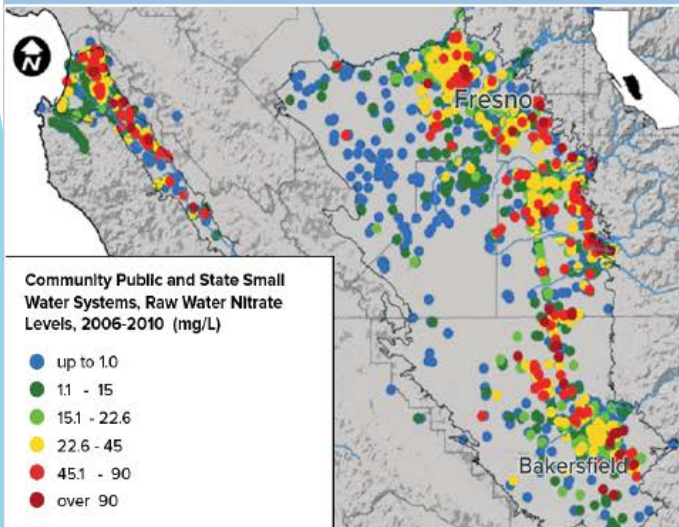 N
Fresno
Community Public and State Small
Water Systems, Raw Water Nitrate
Levels, 2006-2010 (mg/L)
up to 1.0
1.1 - 15
15.1 - 22.6
22.6 - 45
45.1 - 90
over 90
Bakersfield